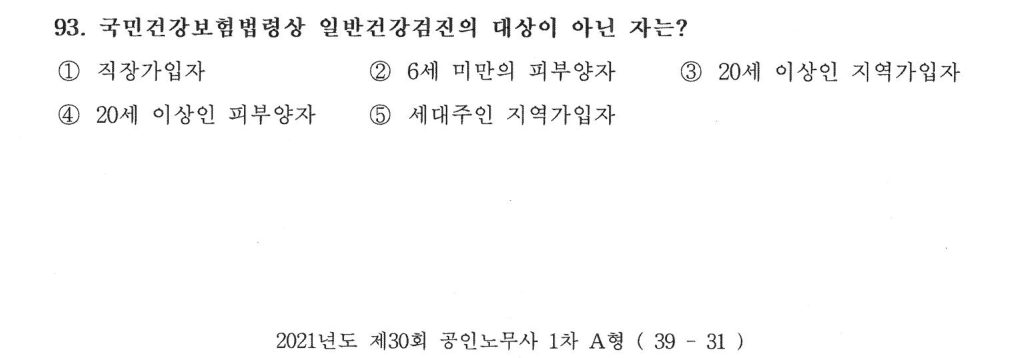 93. 국민건강보험법령상 일반건강검진의 대상이 아닌 자는?
① 직장가입자 ② 6세 미만의 피부양자 ③ 20세 이상인 지역가입자
④ 20세 이상인 피부양자 ⑤ 세대주인 지역가입자
2021년도 제30회 공인노무사 1차 A형 ( 39 - 31 )